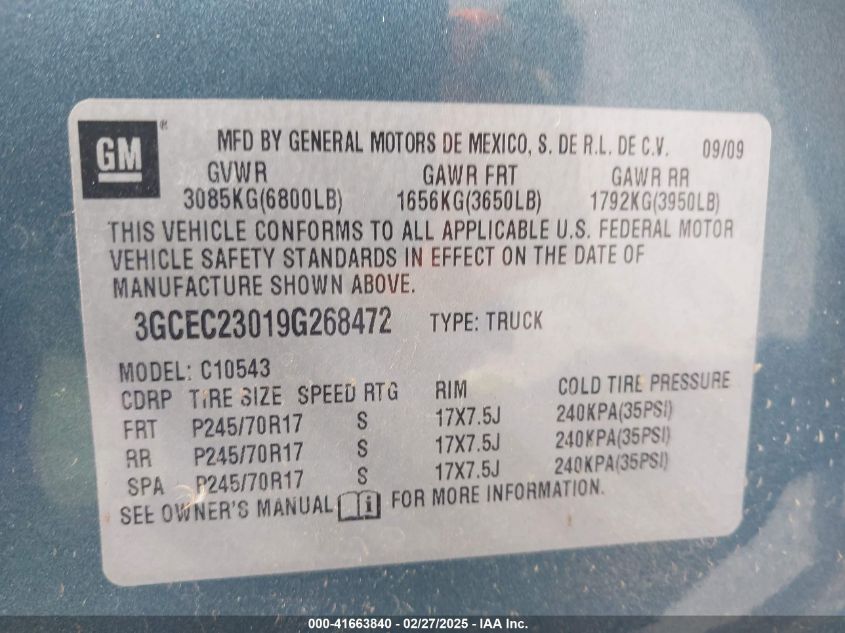 GM ® MFD BY GENERAL MOTORS DE MEXICO, S. DE R.L. DE C.V. 09/09
GVWR GAWR FRT GAWR RR
3085KG(6800LB) 1656KG(3650LB) 1792KG(3950LB)
THIS VEHICLE CONFORMS TO ALL APPLICABLE U.S. FEDERAL MOTOR
VEHICLE SAFETY STANDARDS IN EFFECT ON THE DATE OF
MANUFACTURE SHOWN ABOVE.
3GCEC23019G268472 TYPE: TRUCK
MODEL: C10543
CDRP TIRE SIZE SPEED RTG RIM COLD TIRE PRESSURE
FRT P245/70R17 S 17X7.5J 240KPA(35PSI)
RR P245/70R17 S 17X7.5J 240KPA(35PSI)
SPA P245/70R17 S 17X7.5J 240KPA(35PSI)
SEE OWNER'S MANUAL i FOR MORE INFORMATION.
000-41663840 - 02/27/2025 - IAAI.com.